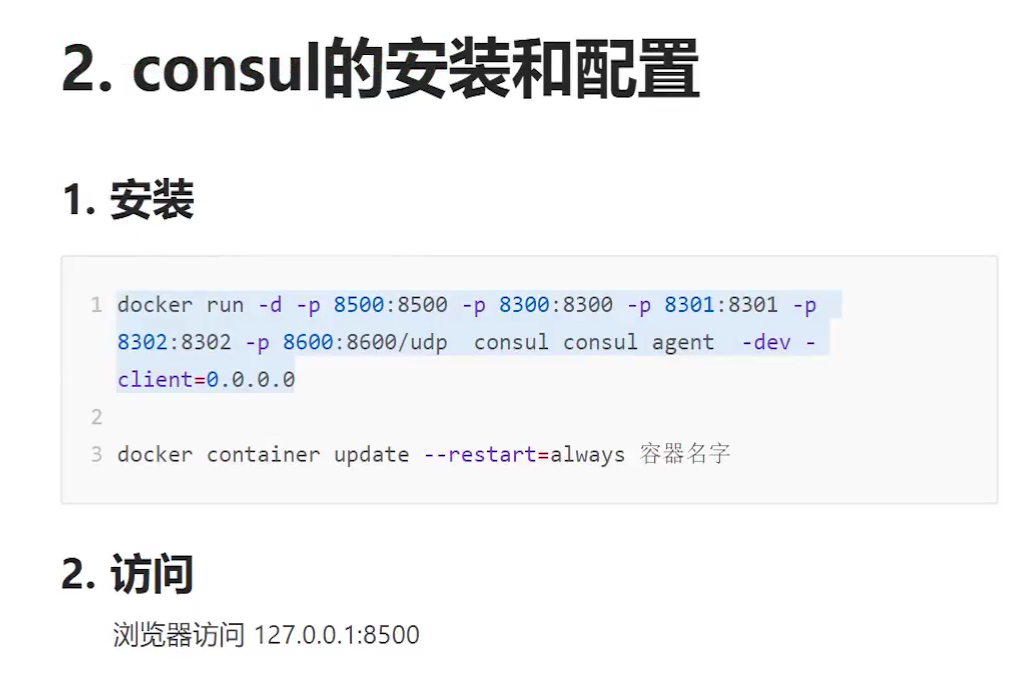 2. consul的安装和配置
1. 安装
1 docker run -d -p 8500:8500 -p 8300:8300 -p 8301:8301 -p
8302:8302 -p 8600:8600/udp  consul consul agent  -dev -
client=0.0.0.0
2
3 docker container update --restart=always 容器名字
2. 访问
浏览器访问 127.0.0.1:8500